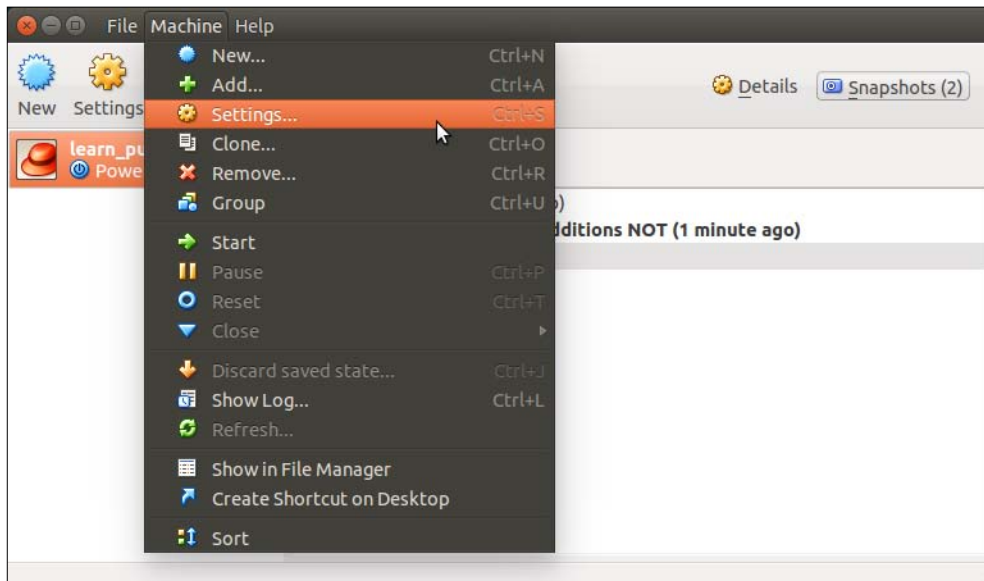 File Machine Help
New Settings
Details Snapshots (2)
New... Ctrl+N
Add... Ctrl+A
Settings... Ctrl+S
Clone... Ctrl+O
Remove... Ctrl+R
Group Ctrl+U
Start
Pause Ctrl+P
Reset Ctrl+T
Close
Discard saved state... Ctrl+J
Show Log... Ctrl+L
Refresh...
Show in File Manager
Create Shortcut on Desktop
Sort
learn_pu
Powe
dditions NOT (1 minute ago)